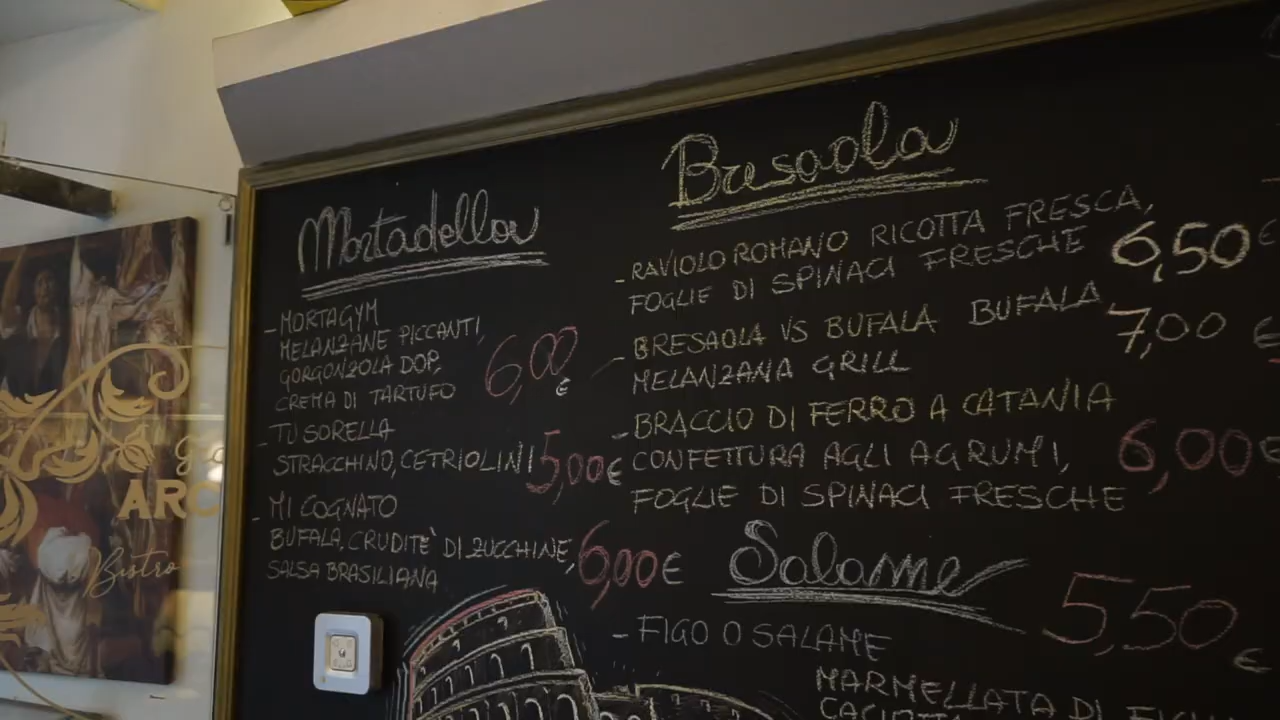 Mortadella
- MORTAGYM
MELANZANE PICCANTI,
GORGONZOLA DOP,
CREMA DI TARTUFO
6,00 €
- TU SORELLA
STRACCHINO, CETRIOLINI 5,00€
- MI COGNATO
BUFALA, CRUDITE` DI ZUCCHINE,
SALSA BRASILIANA
6,00€
Bresaola
- RAVIOLO ROMANO RICOTTA FRESCA,
FOGLIE DI SPINACI FRESCHE
6,50 €
- BRESAOLA VS BUFALA BUFALA,
MELANZANA GRILL
7,00 €
- BRACCIO DI FERRO A CATANIA
CONFETTURA AGLI AGRUMI,
FOGLIE DI SPINACI FRESCHE
6,00€
Salame
- FIGO O SALAME
5,50 €
MARMELLATA DI
ARC
Bistro